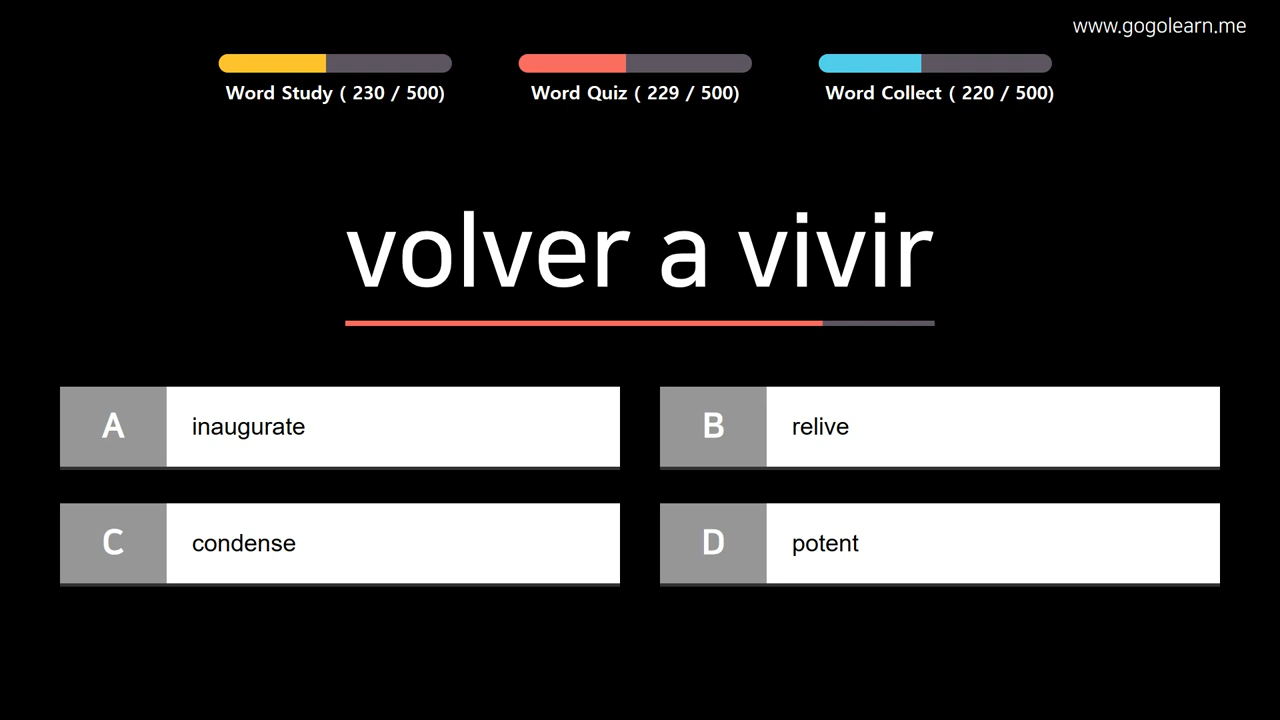 www.gogolearn.me
Word Study ( 230 / 500)
Word Quiz ( 229 / 500)
Word Collect ( 220 / 500)
volver a vivir
A inaugurate
B relive
C condense
D potent